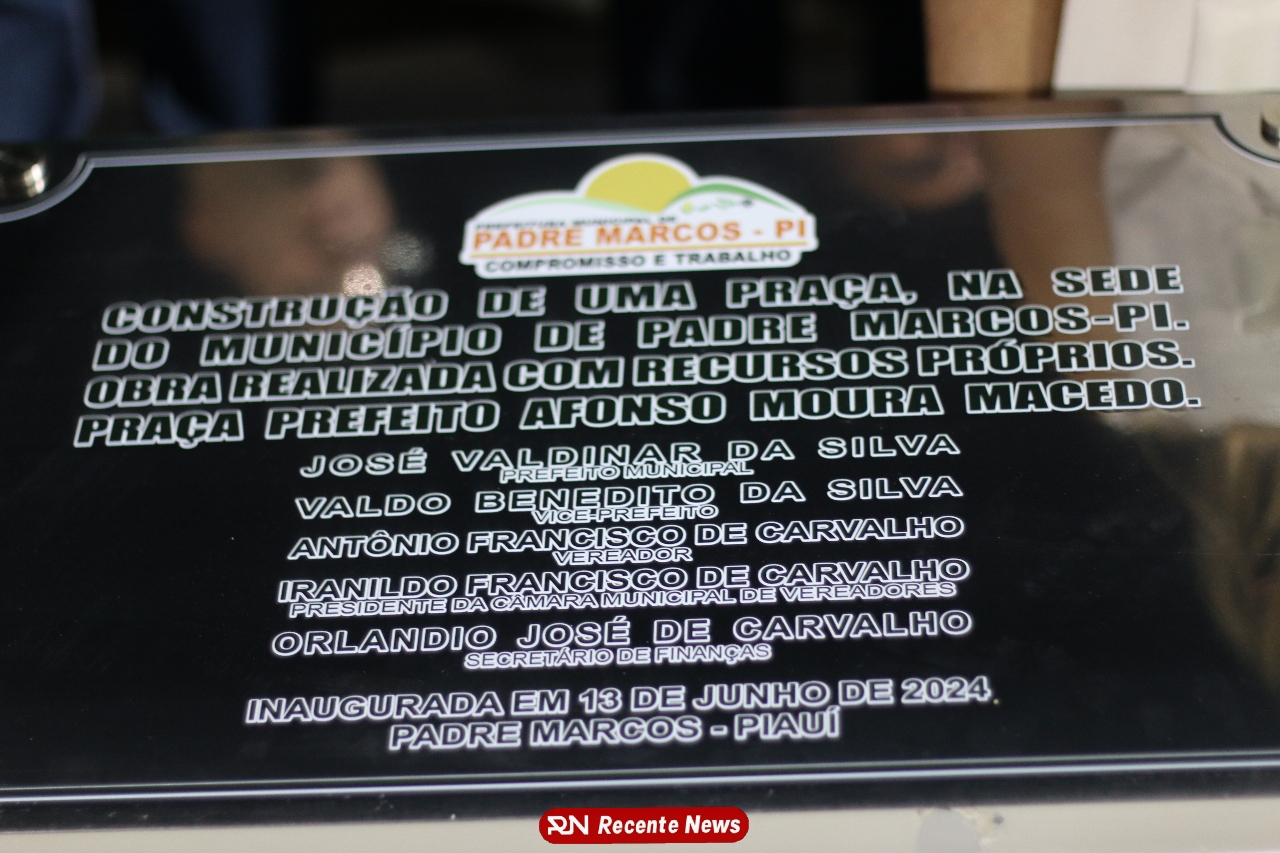 PREFEITURA MUNICIPAL DE
PADRE MARCOS - PI
COMPROMISSO E TRABALHO
CONSTRUÇÃO DE UMA PRAÇA, NA SEDE
DO MUNICÍPIO DE PADRE MARCOS-PI.
OBRA REALIZADA COM RECURSOS PRÓPRIOS.
PRAÇA PREFEITO AFONSO MOURA MACEDO.
JOSÉ VALDINAR DA SILVA
PREFEITO MUNICIPAL
VALDO BENEDITO DA SILVA
VICE-PREFEITO
ANTÔNIO FRANCISCO DE CARVALHO
VEREADOR
IRANILDO FRANCISCO DE CARVALHO
PRESIDENTE DA CÂMARA MUNICIPAL DE VEREADORES
ORLANDIO JOSÉ DE CARVALHO
SECRETÁRIO DE FINANÇAS
INAUGURADA EM 13 DE JUNHO DE 2024.
PADRE MARCOS - PIAUÍ
RN Recente News